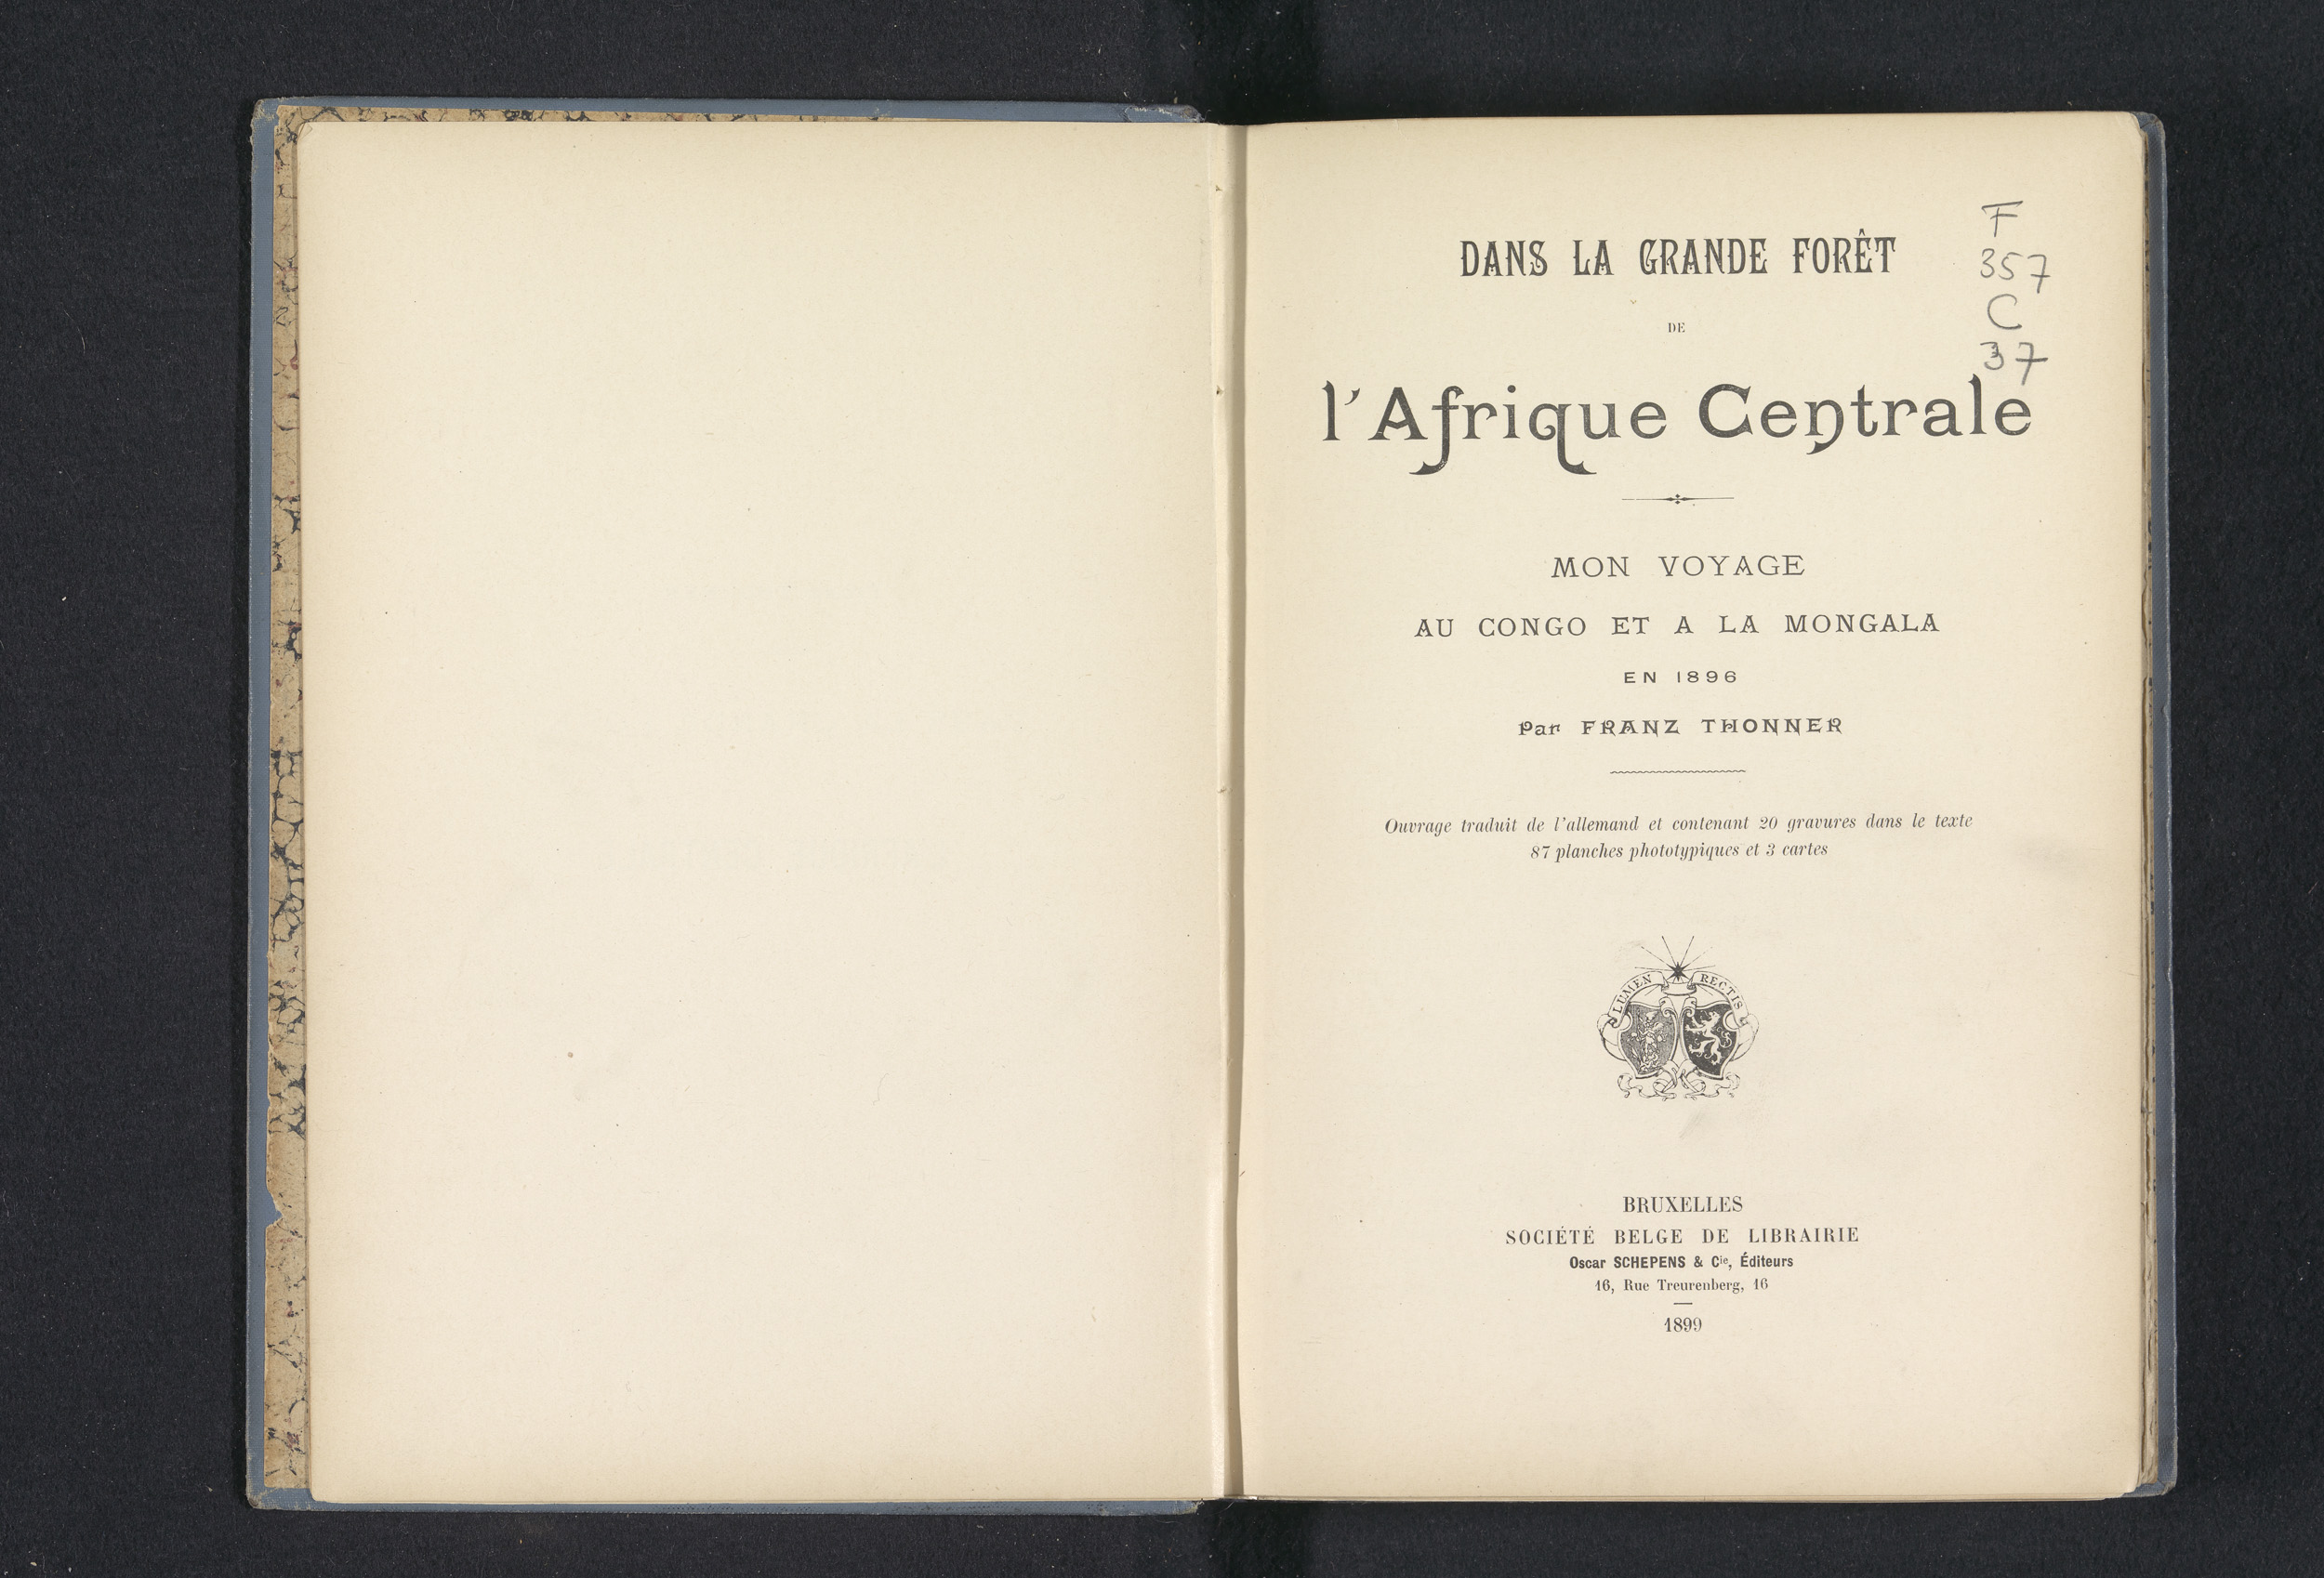 F
357
C
37
DANS LA GRANDE FORÊT
DE
l'Afrique Centrale
MON VOYAGE
AU CONGO ET A LA MONGALA
EN 1896
Par FRANZ THONNER
Ouvrage traduit de l'allemand et contenant 20 gravures dans le texte
87 planches phototypiques et 3 cartes
LUMEN RECTIS
BRUXELLES
SOCIÉTÉ BELGE DE LIBRAIRIE
Oscar SCHEPENS & Cie, Éditeurs
16, Rue Treurenberg, 16
1899